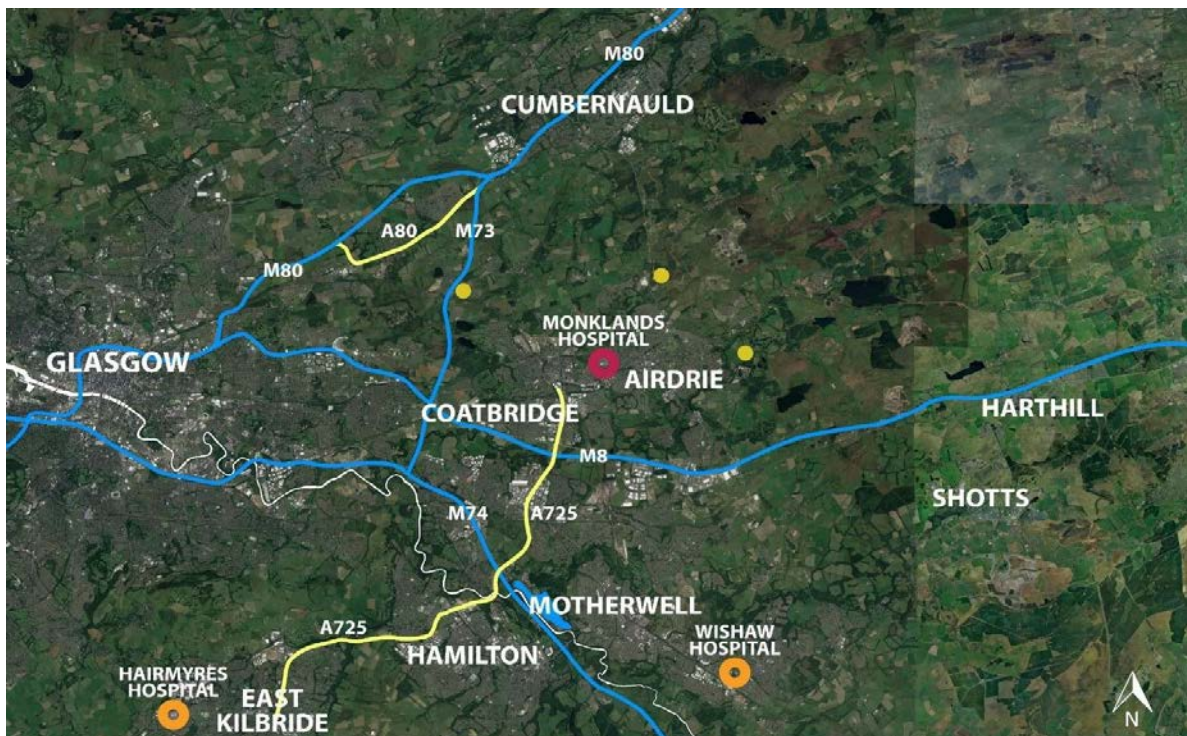 M80
CUMBERNAULD
A80
M73
M80
MONKLANDS
HOSPITAL
GLASGOW
AIRDRIE
COATBRIDGE
HARTHILL
M8
SHOTTS
M74
A725
MOTHERWELL
A725
WISHAW
HOSPITAL
HAMILTON
HAIRMYRES
HOSPITAL
EAST
KILBRIDE
N